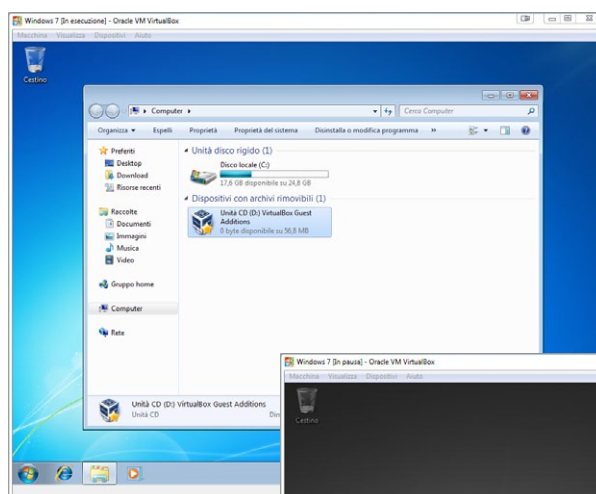 Windows 7 [In esecuzione] - Oracle VM VirtualBox
Macchina Visualizza Dispositivi Aiuto
Cestino
Computer
Cerca Computer
Organizza Espelli Proprietà Proprietà del sistema Disinstalla o modifica programma »
Preferiti
Desktop
Download
Risorse recenti
Raccolte
Documenti
Immagini
Musica
Video
Gruppo home
Computer
Rete
Unità disco rigido (1)
Disco locale (C:)
17,6 GB disponibile su 24,8 GB
Dispositivi con archivi rimovibili (1)
Unità CD (D:) VirtualBox Guest
Additions
0 byte disponibile su 56,8 MB
Unità CD (D:) VirtualBox Guest Additions
Unità CD
Windows 7 [In pausa] - Oracle VM VirtualBox
Macchina Visualizza Dispositivi Aiuto
Cestino